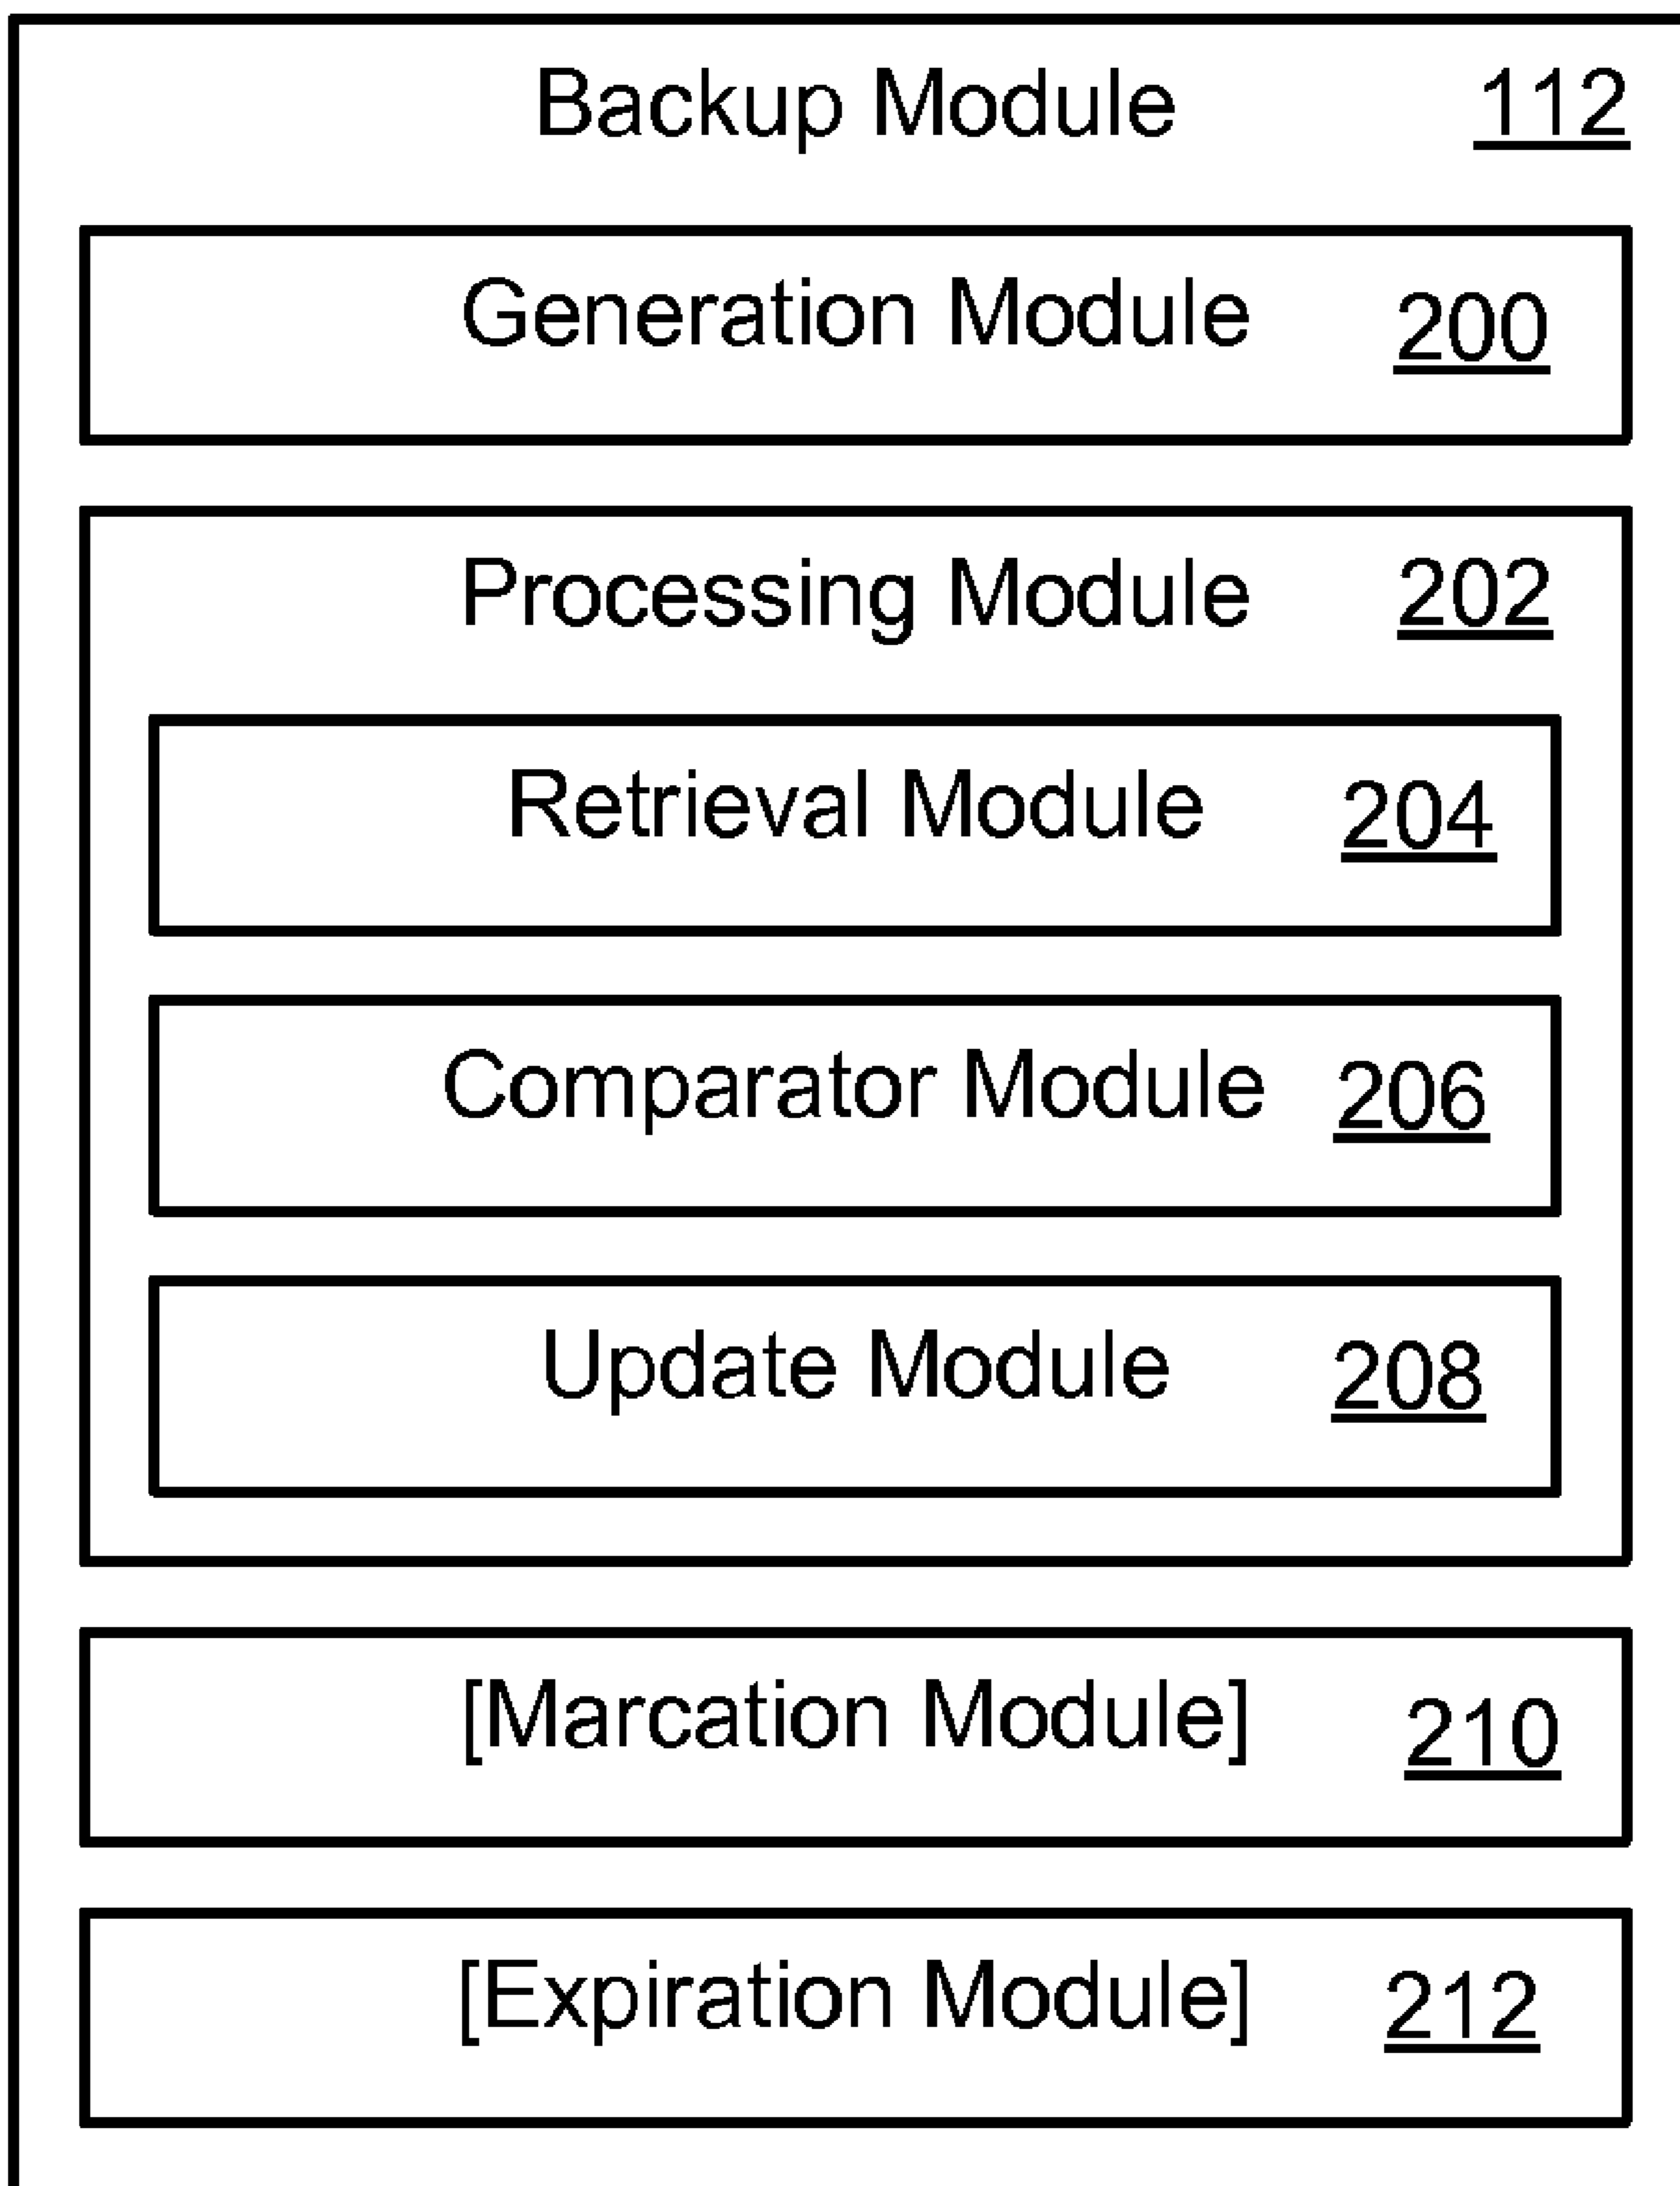 Backup Module 112
Generation Module 200
Processing Module 202
Retrieval Module 204
Comparator Module 206
Update Module 208
[Marcation Module] 210
[Expiration Module] 212